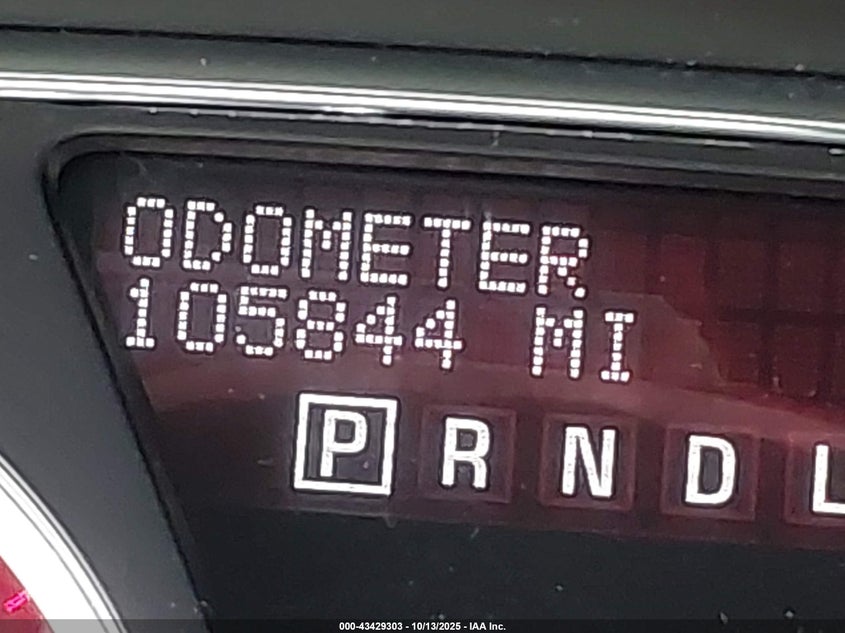 ODOMETER
105844 MI
P R N D L
000-43429303 - 10/13/2025 - IAA Inc.